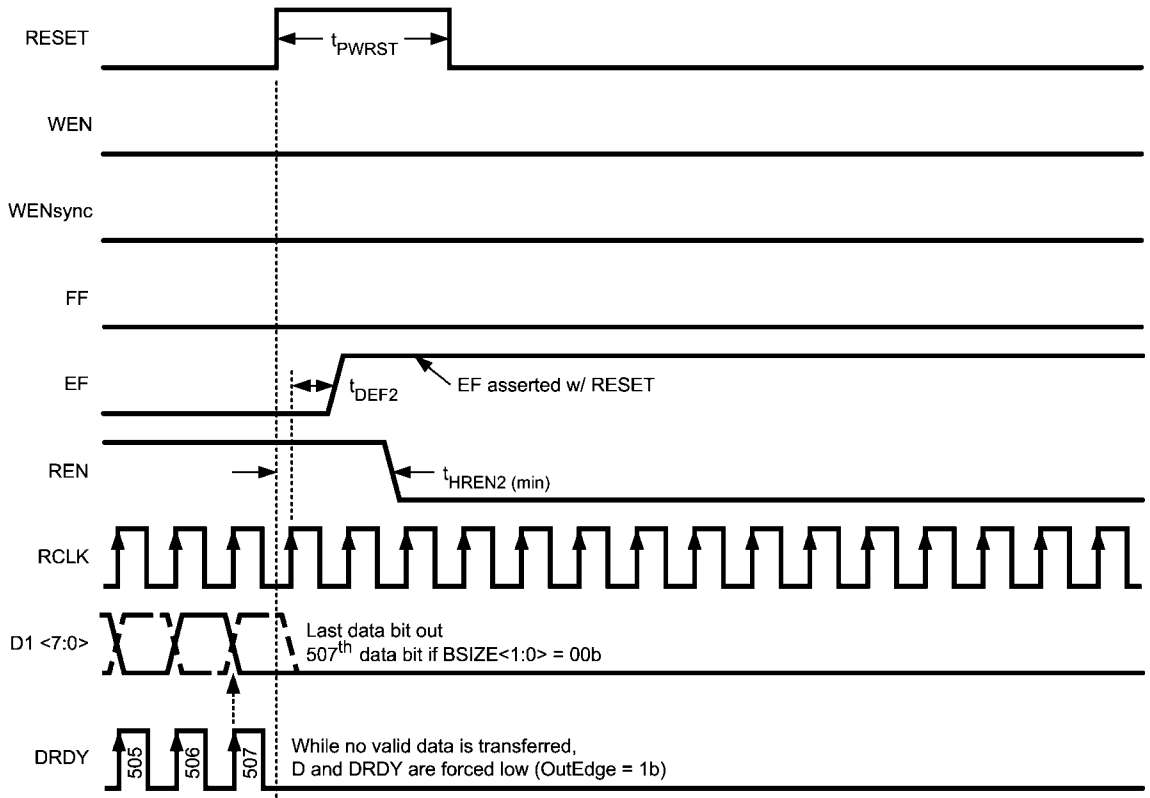 RESET
tPWRST
WEN
WENsync
FF
EF
tDEF2
EF asserted w/ RESET
REN
tHREN2 (min)
RCLK
D1 <7:0>
Last data bit out
507th data bit if BSIZE<1:0> = 00b
DRDY
505
506
507
While no valid data is transferred,
D and DRDY are forced low (OutEdge = 1b)